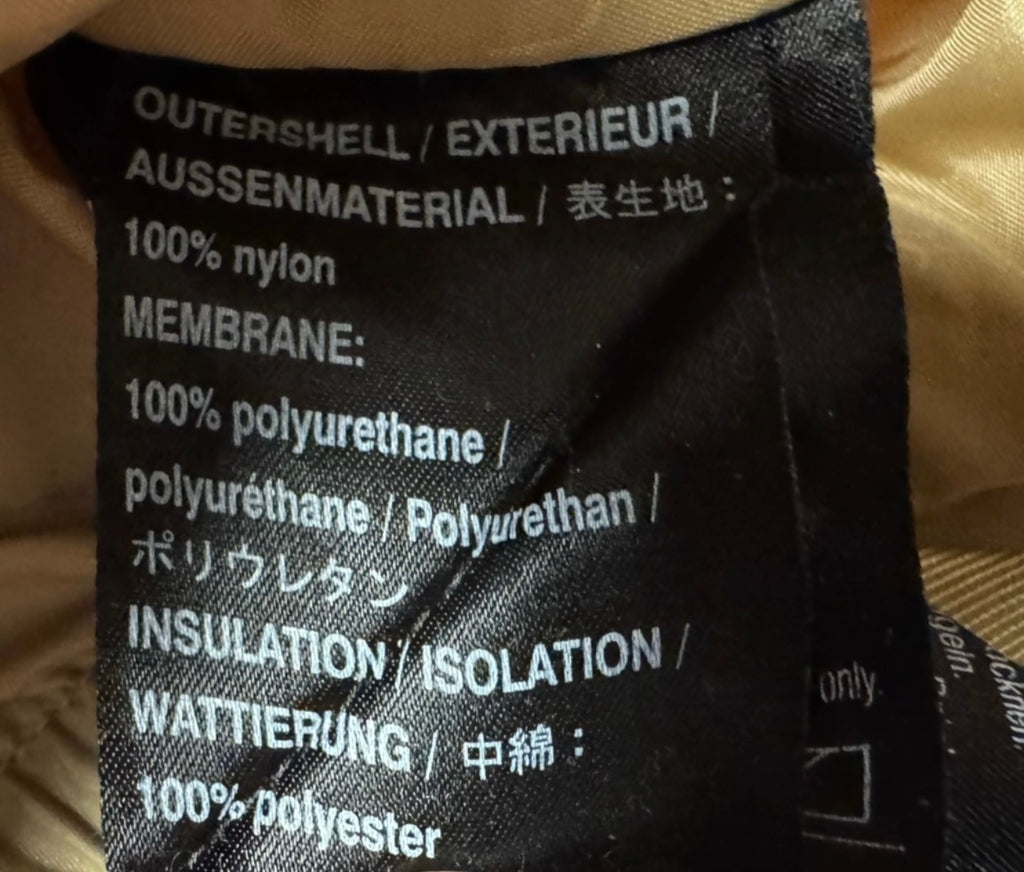 OUTERSHELL / EXTERIEUR /
AUSSENMATERIAL / 表生地：
100% nylon
MEMBRANE:
100% polyurethane /
polyuréthane / Polyurethan /
ポリウレタン
INSULATION / ISOLATION /
WATTIERUNG / 中綿：
100% polyester
only.